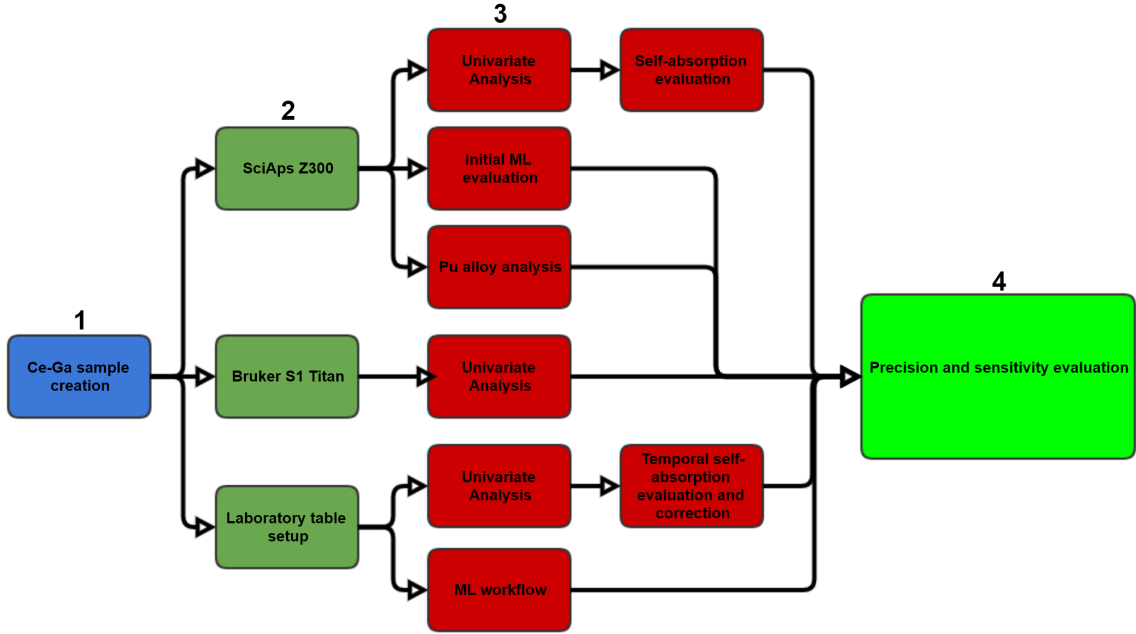 3
Univariate
Analysis
Self-absorption
evaluation
2
SciAps Z300
Initial ML
evaluation
Pu alloy analysis
4
1
Ce-Ga sample
creation
Bruker S1 Titan
Univariate
Analysis
Precision and sensitivity evaluation
Laboratory table
setup
Univariate
Analysis
Temporal self-
absorption
evaluation and
correction
ML workflow